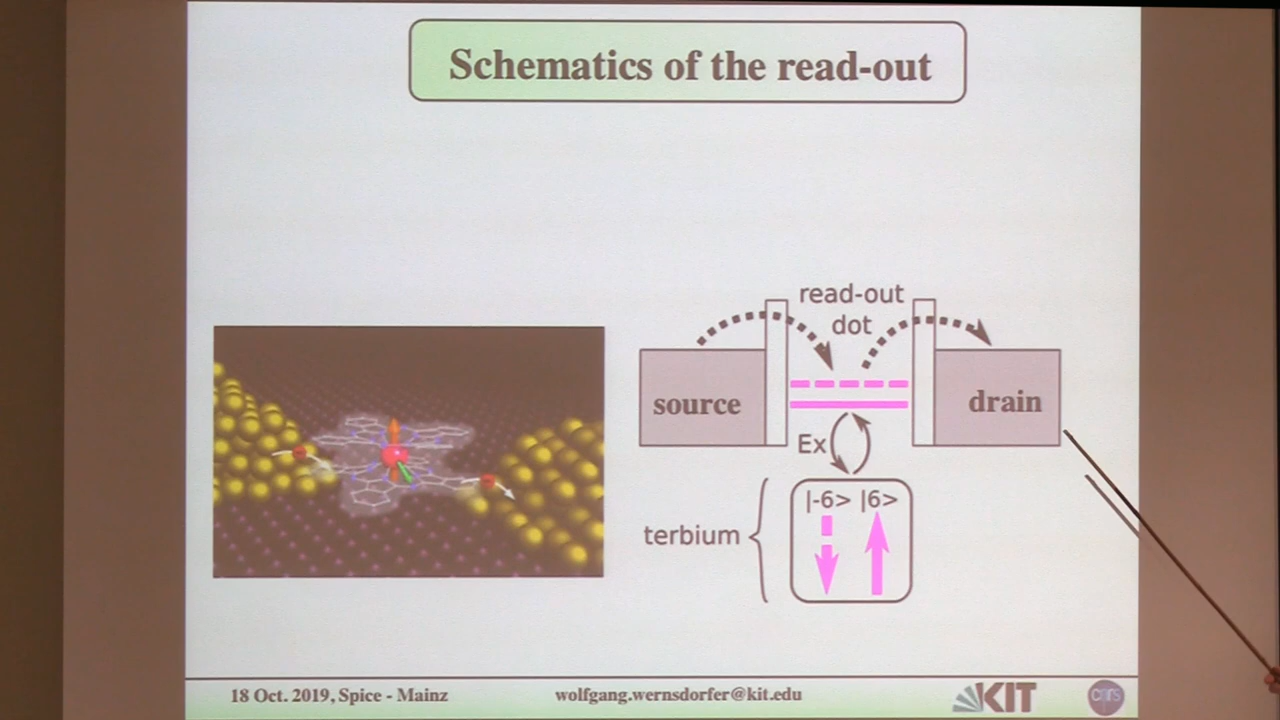 Schematics of the read-out
read-out
dot
source
drain
Ex
|-6> |6>
terbium
18 Oct. 2019, Spice - Mainz
wolfgang.wernsdorfer@kit.edu
KIT
cnrs